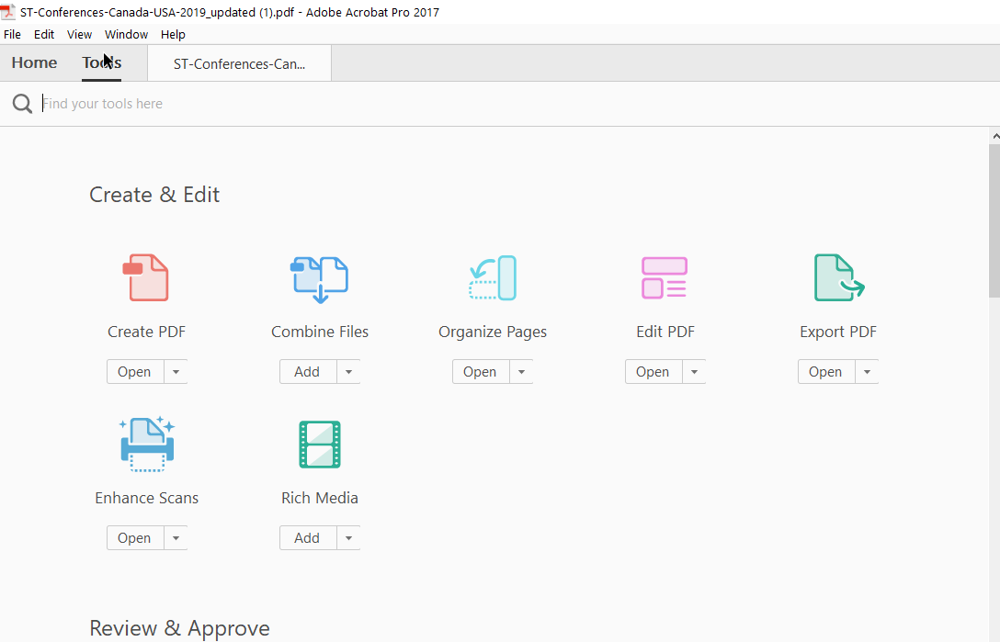 ST-Conferences-Canada-USA-2019_updated (1).pdf - Adobe Acrobat Pro 2017
File Edit View Window Help
Home Tools ST-Conferences-Can...
Find your tools here
Create & Edit
Create PDF Combine Files Organize Pages Edit PDF Export PDF
Open Add Open Open Open
Enhance Scans Rich Media
Open Add
Review & Approve